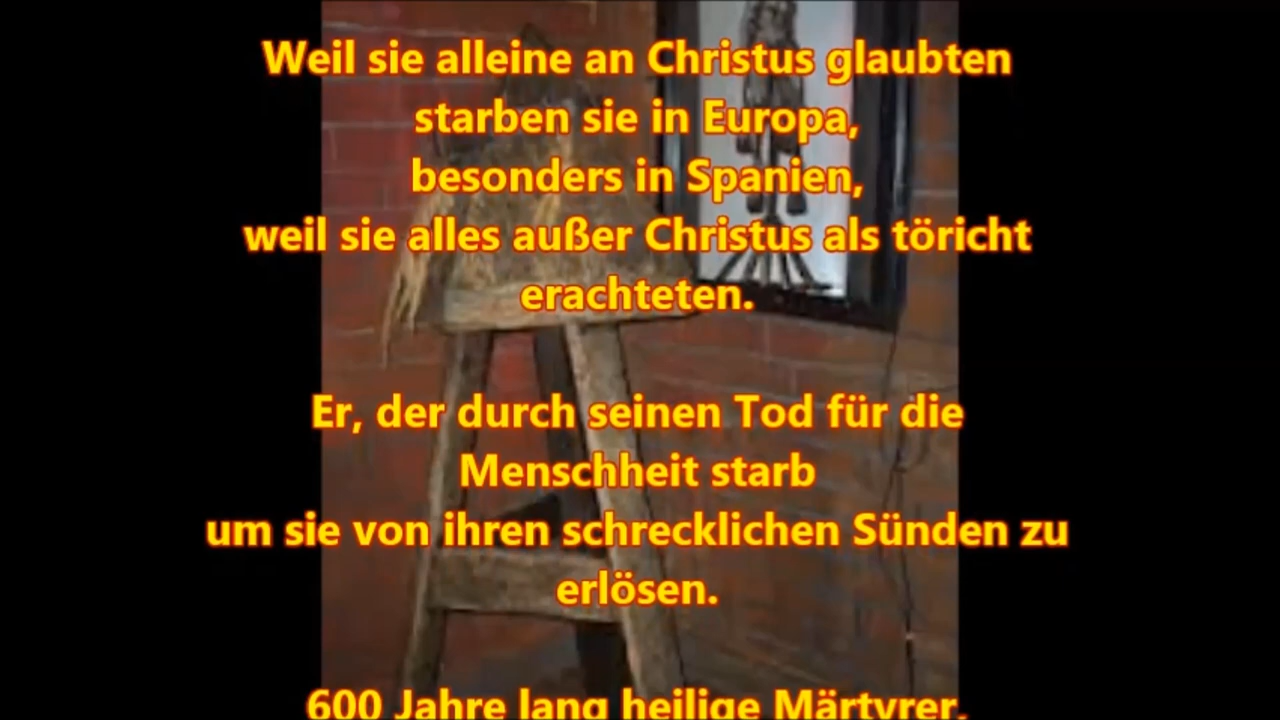 Weil sie alleine an Christus glaubten
starben sie in Europa,
besonders in Spanien,
weil sie alles außer Christus als töricht
erachteten.
Er, der durch seinen Tod für die
Menschheit starb
um sie von ihren schrecklichen Sünden zu
erlösen.
600 Jahre lang heilige Märtyrer,